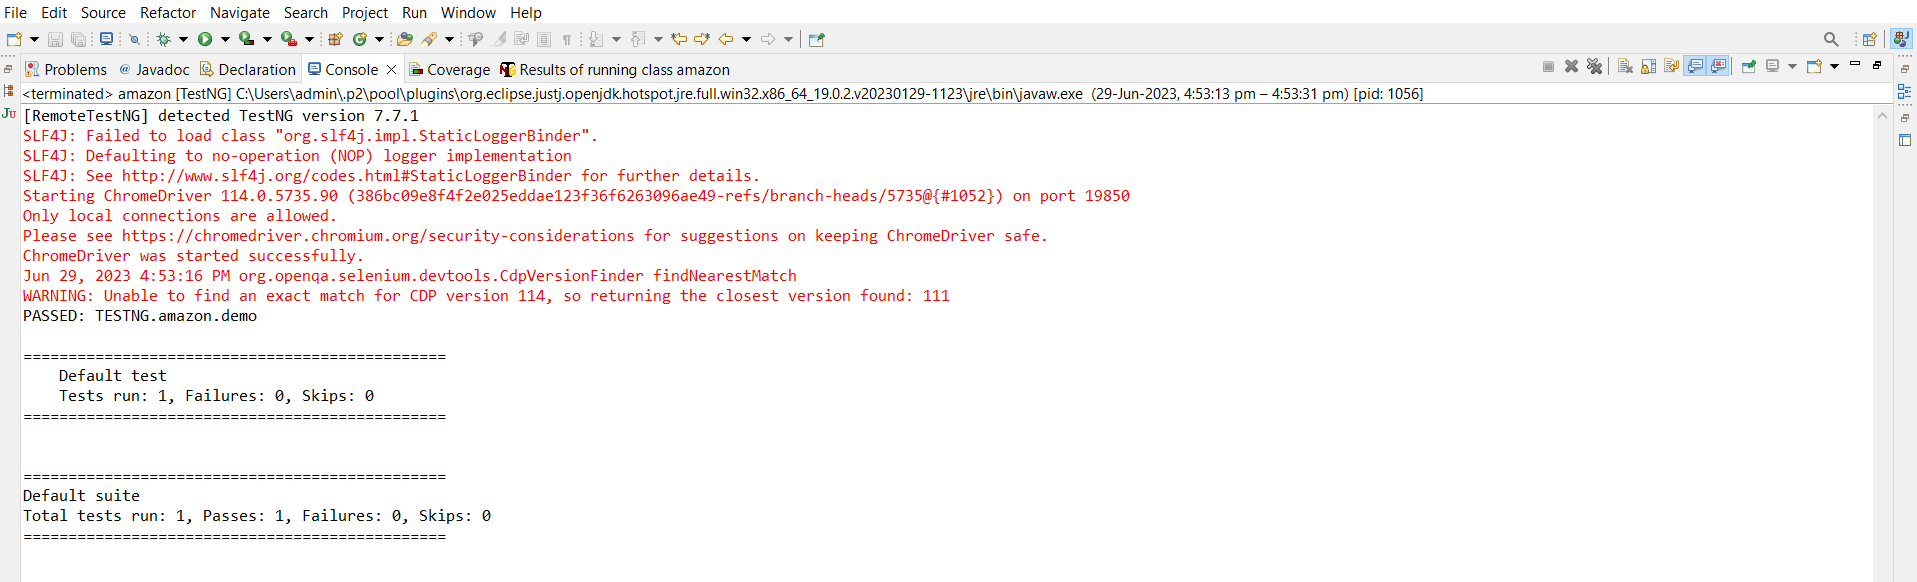 File Edit Source Refactor Navigate Search Project Run Window Help
Problems @ Javadoc Declaration Console Coverage Results of running class amazon
<terminated> amazon [TestNG] C:\Users\admin\.p2\pool\plugins\org.eclipse.justj.openjdk.hotspot.jre.full.win32.x86_64_19.0.2.v20230129-1123\jre\bin\javaw.exe (29-Jun-2023, 4:53:13 pm – 4:53:31 pm) [pid: 1056]
Ju
[RemoteTestNG] detected TestNG version 7.7.1
SLF4J: Failed to load class "org.slf4j.impl.StaticLoggerBinder".
SLF4J: Defaulting to no-operation (NOP) logger implementation
SLF4J: See http://www.slf4j.org/codes.html#StaticLoggerBinder for further details.
Starting ChromeDriver 114.0.5735.90 (386bc09e8f4f2e025eddae123f36f6263096ae49-refs/branch-heads/5735@{#1052}) on port 19850
Only local connections are allowed.
Please see https://chromedriver.chromium.org/security-considerations for suggestions on keeping ChromeDriver safe.
ChromeDriver was started successfully.
Jun 29, 2023 4:53:16 PM org.openqa.selenium.devtools.CdpVersionFinder findNearestMatch
WARNING: Unable to find an exact match for CDP version 114, so returning the closest version found: 111
PASSED: TESTNG.amazon.demo
===============================================
Default test
Tests run: 1, Failures: 0, Skips: 0
===============================================
===============================================
Default suite
Total tests run: 1, Passes: 1, Failures: 0, Skips: 0
===============================================